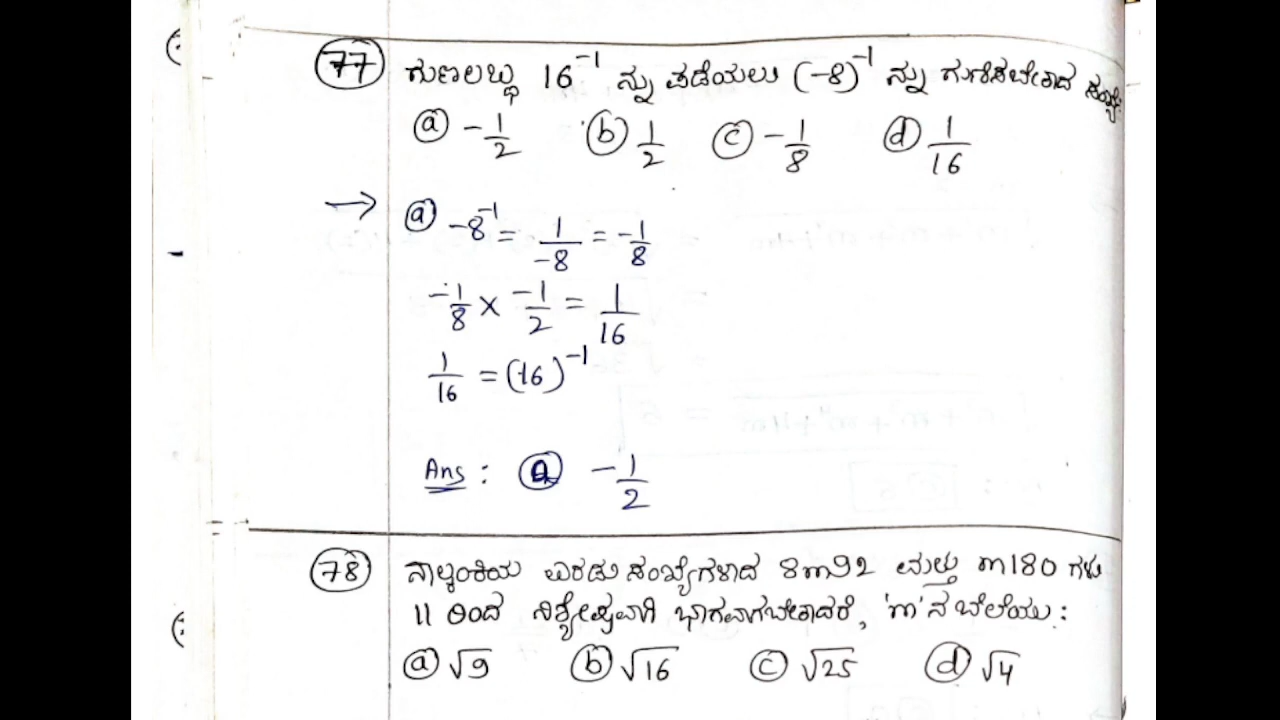 77 ಗುಣಲಬ್ಧ 16⁻¹ ನ್ನು ಪಡೆಯಲು (-8)⁻¹ ನ್ನು ಗುಣಿಸಬೇಕಾದ ಸಂಖ್ಯೆ:
ⓐ -1/2 ⓑ 1/2 ⓒ -1/8 ⓓ 1/16
→ ⓐ -8⁻¹ = 1/-8 = -1/8
-1/8 × -1/2 = 1/16
1/16 = (16)⁻¹
Ans : ⓐ -1/2
78 ನಾಲ್ಕಂಕಿಯ ಎರಡು ಸಂಖ್ಯೆಗಳಾದ ಮತ್ತು m180 ಗಳು
11 ರಿಂದ ನಿಶ್ಯೇಷವಾಗಿ ಭಾಗವಾಗಬೇಕಾದರೆ, 'm' ನ ಬೆಲೆಯು :
ⓐ √9 ⓑ √16 ⓒ √25 ⓓ √4